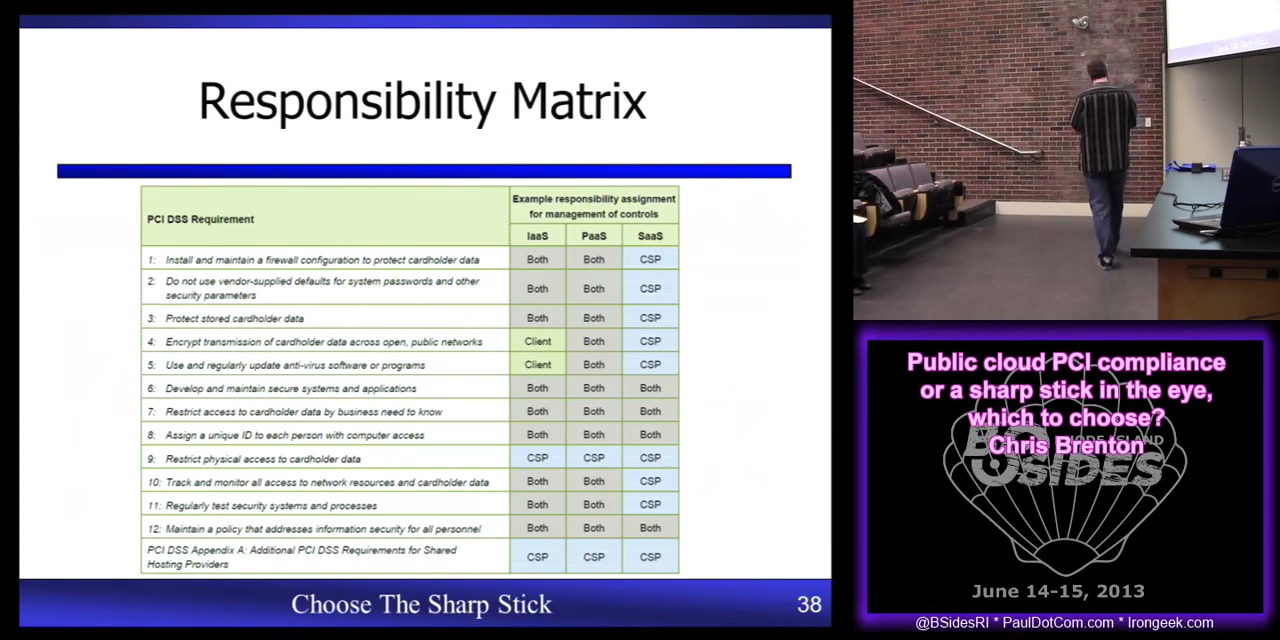 Responsibility Matrix
PCI DSS Requirement
Example responsibility assignment
for management of controls
IaaS PaaS SaaS
1: Install and maintain a firewall configuration to protect cardholder data Both Both CSP
2: Do not use vendor-supplied defaults for system passwords and other
security parameters Both Both CSP
3: Protect stored cardholder data Both Both CSP
4: Encrypt transmission of cardholder data across open, public networks Client Both CSP
5: Use and regularly update anti-virus software or programs Client Both CSP
6: Develop and maintain secure systems and applications Both Both Both
7: Restrict access to cardholder data by business need to know Both Both Both
8: Assign a unique ID to each person with computer access Both Both Both
9: Restrict physical access to cardholder data CSP CSP CSP
10: Track and monitor all access to network resources and cardholder data Both Both CSP
11: Regularly test security systems and processes Both Both CSP
12: Maintain a policy that addresses information security for all personnel Both Both Both
PCI DSS Appendix A: Additional PCI DSS Requirements for Shared
Hosting Providers CSP CSP CSP
Choose The Sharp Stick 38
Choose The Sharp Stick
Public cloud PCI compliance
or a sharp stick in the eye,
which to choose?
Chris Brenton
SIDES
June 14-15, 2013
@BSidesRI * PaulDotCom.com * Irongeek.com